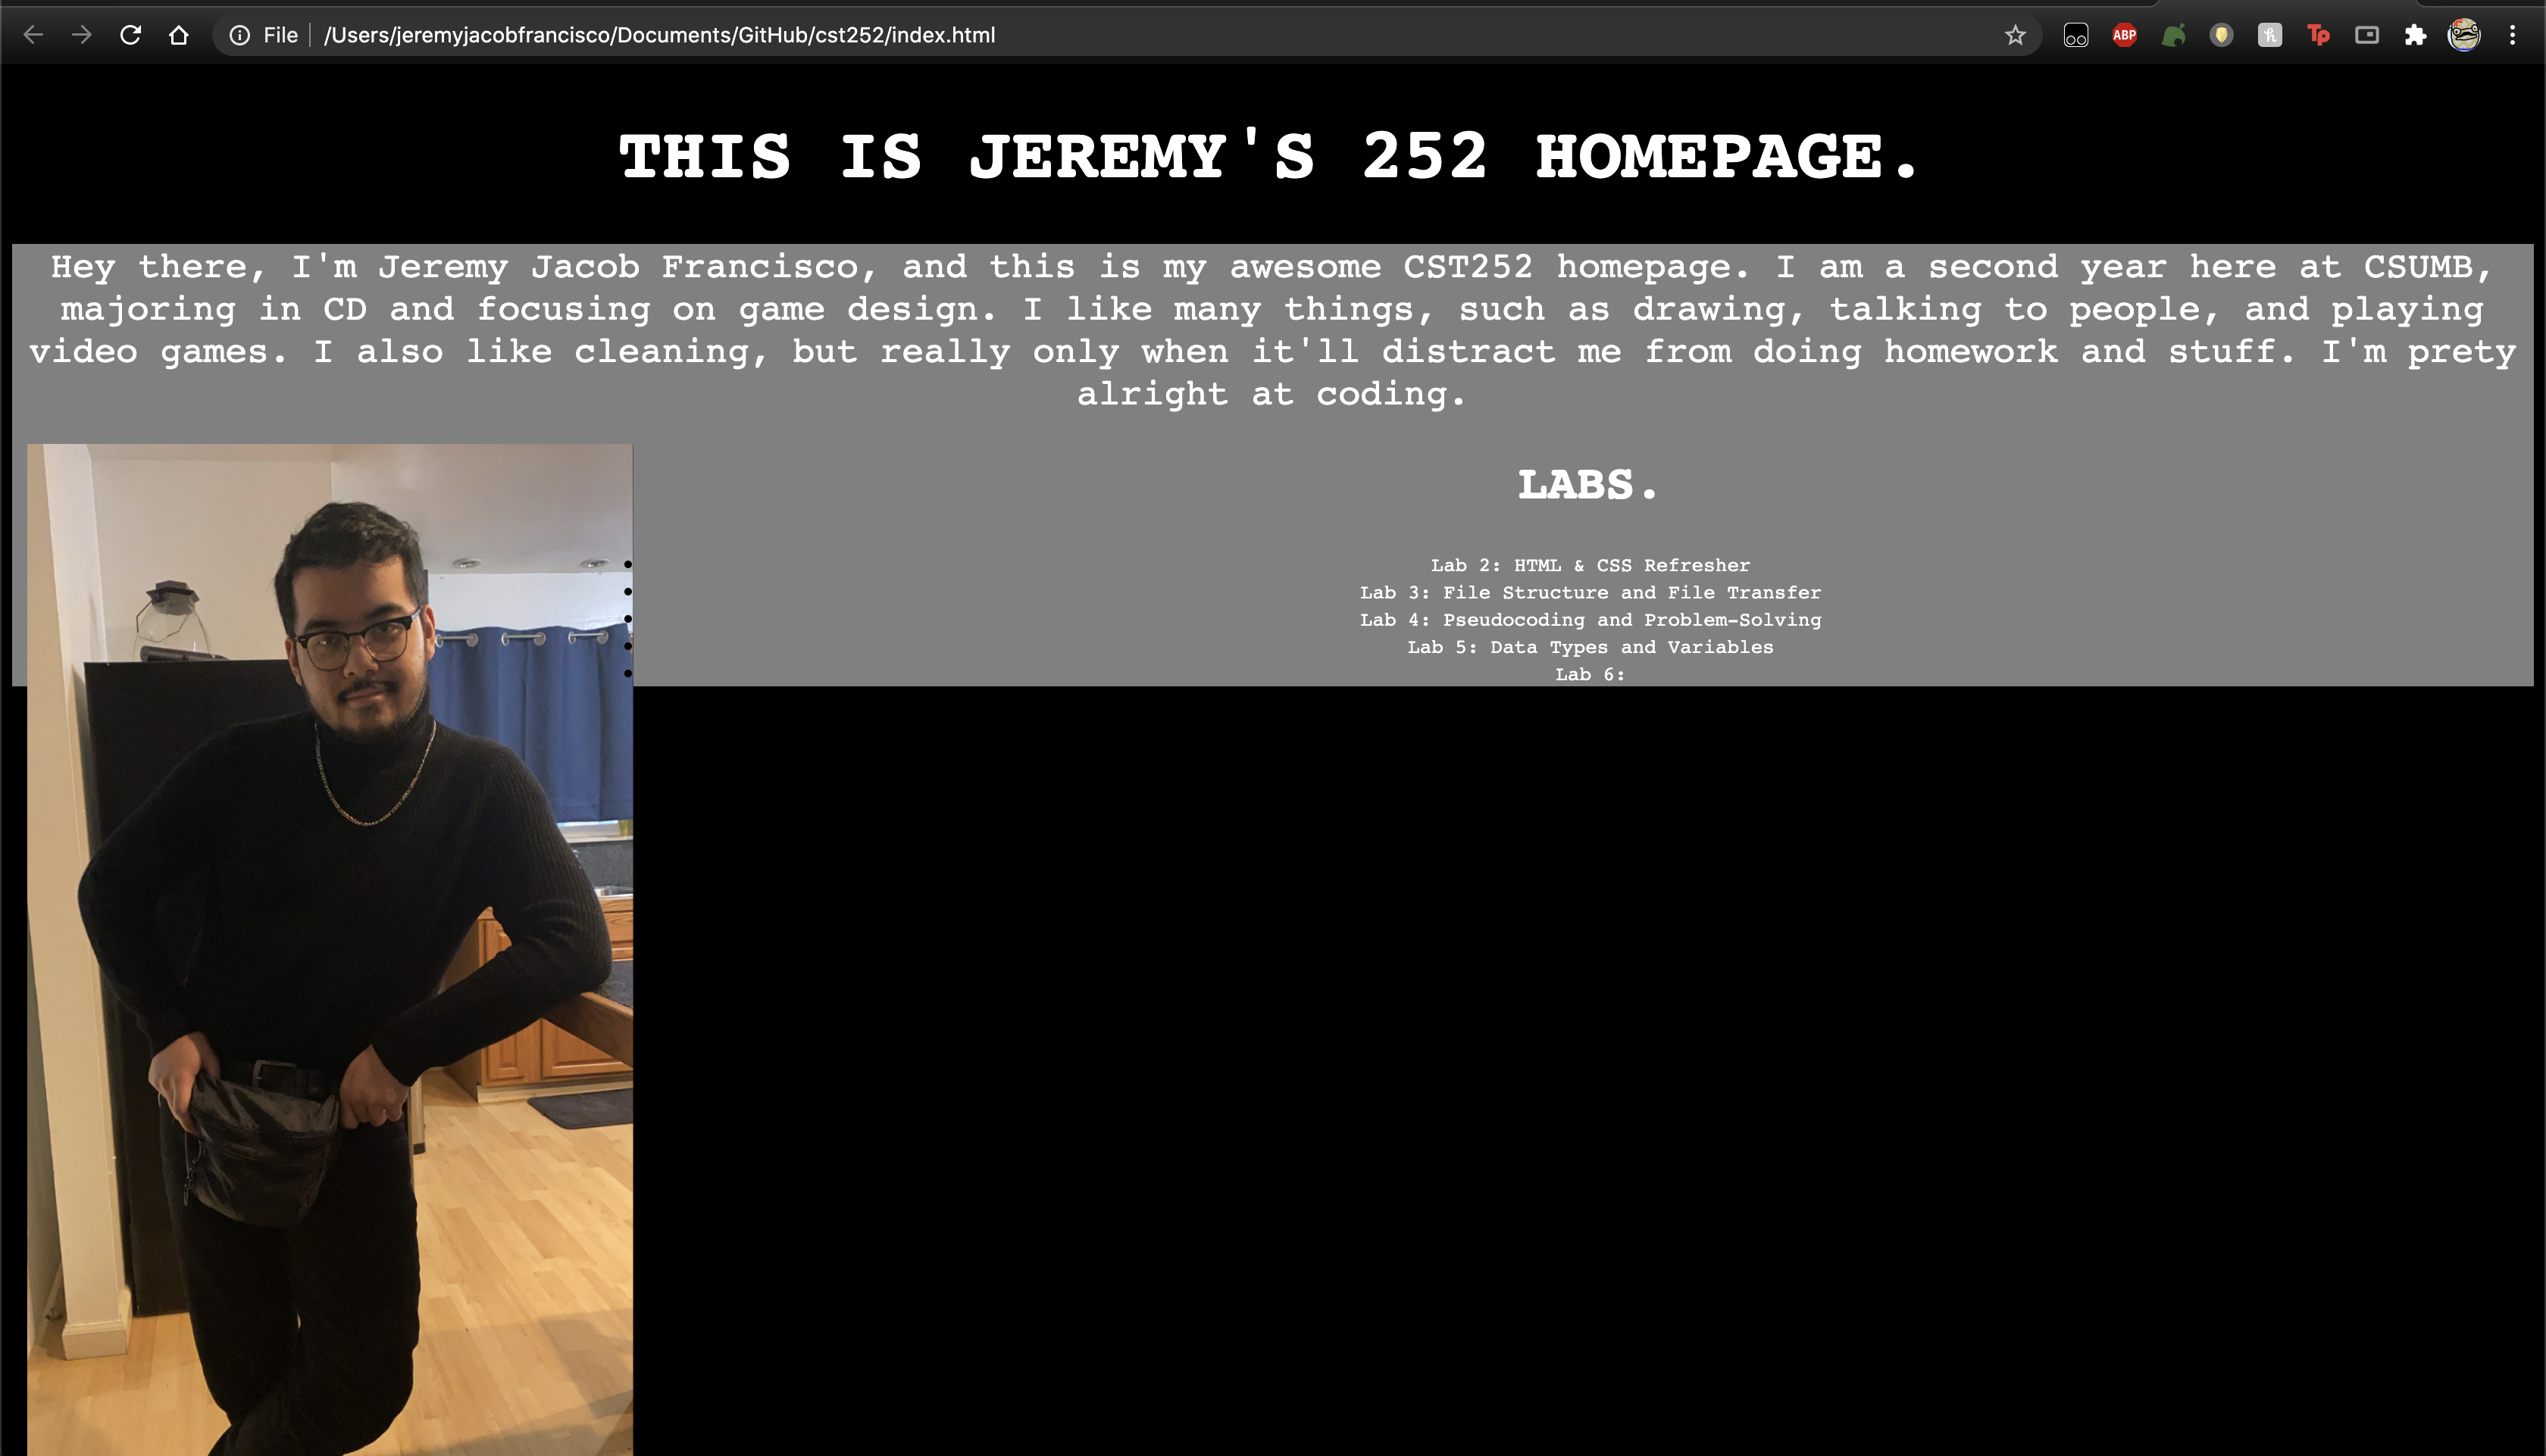 File /Users/jeremyjacobfrancisco/Documents/GitHub/cst252/index.html
ABP
Tp
THIS IS JEREMY'S 252 HOMEPAGE.
Hey there, I'm Jeremy Jacob Francisco, and this is my awesome CST252 homepage. I am a second year here at CSUMB,
majoring in CD and focusing on game design. I like many things, such as drawing, talking to people, and playing
video games. I also like cleaning, but really only when it'll distract me from doing homework and stuff. I'm prety
alright at coding.
LABS.
Lab 2: HTML & CSS Refresher
Lab 3: File Structure and File Transfer
Lab 4: Pseudocoding and Problem-Solving
Lab 5: Data Types and Variables
Lab 6: